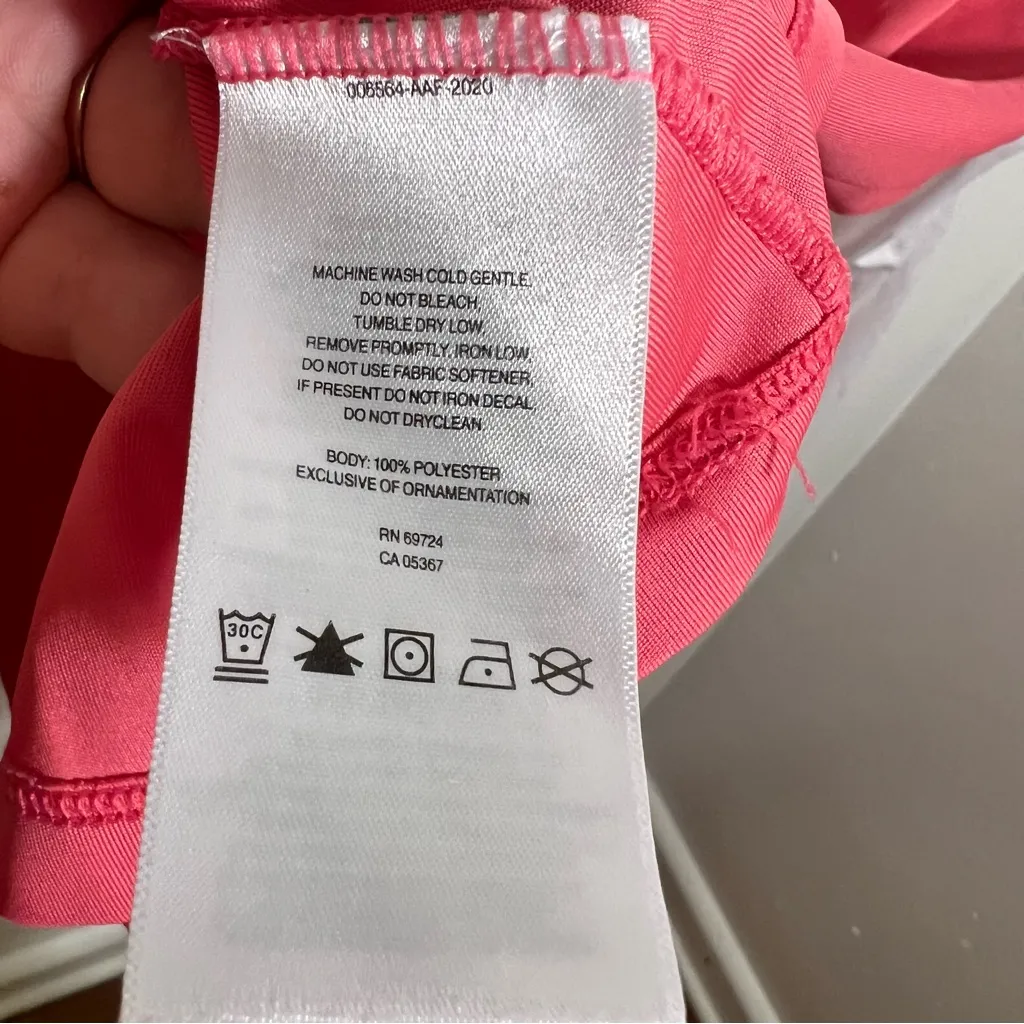 006564-AAF-2020
MACHINE WASH COLD GENTLE.
DO NOT BLEACH.
TUMBLE DRY LOW.
REMOVE PROMPTLY. IRON LOW.
DO NOT USE FABRIC SOFTENER.
IF PRESENT DO NOT IRON DECAL.
DO NOT DRYCLEAN
BODY: 100% POLYESTER
EXCLUSIVE OF ORNAMENTATION
RN 69724
CA 05367
30C